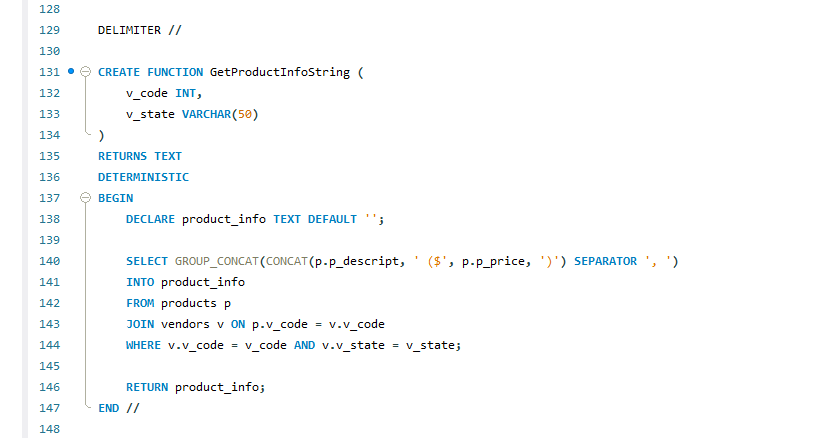 128
129 DELIMITER //
130
131 CREATE FUNCTION GetProductInfoString (
132 v_code INT,
133 v_state VARCHAR(50)
134 )
135 RETURNS TEXT
136 DETERMINISTIC
137 BEGIN
138 DECLARE product_info TEXT DEFAULT '';
139
140 SELECT GROUP_CONCAT(CONCAT(p.p_descript, ' ($', p.p_price, ')') SEPARATOR ', ')
141 INTO product_info
142 FROM products p
143 JOIN vendors v ON p.v_code = v.v_code
144 WHERE v.v_code = v_code AND v.v_state = v_state;
145
146 RETURN product_info;
147 END //
148